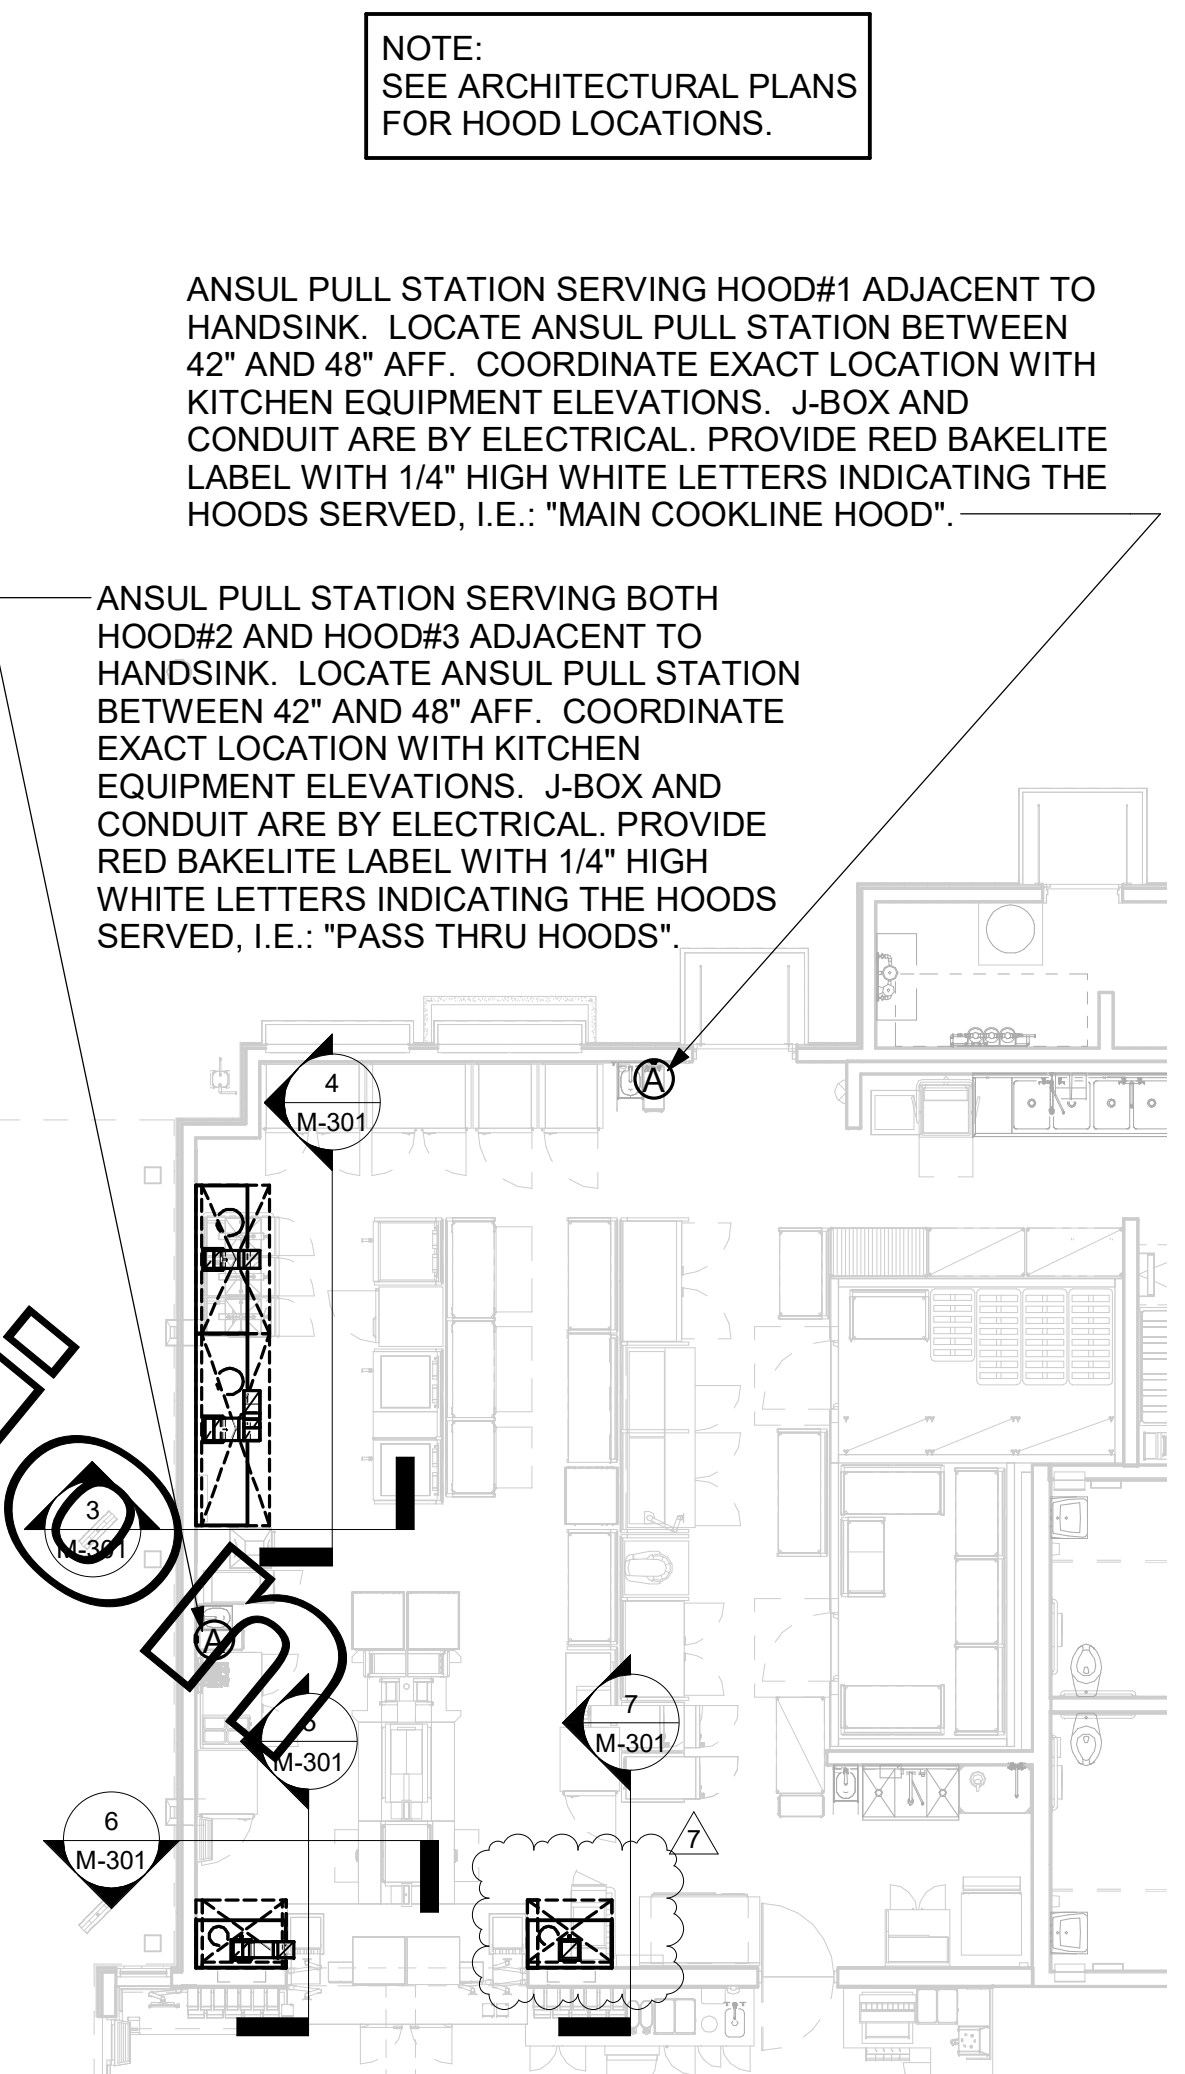 NOTE:
SEE ARCHITECTURAL PLANS
FOR HOOD LOCATIONS.
ANSUL PULL STATION SERVING HOOD#1 ADJACENT TO
HANDSINK. LOCATE ANSUL PULL STATION BETWEEN
42" AND 48" AFF. COORDINATE EXACT LOCATION WITH
KITCHEN EQUIPMENT ELEVATIONS. J-BOX AND
CONDUIT ARE BY ELECTRICAL. PROVIDE RED BAKELITE
LABEL WITH 1/4" HIGH WHITE LETTERS INDICATING THE
HOODS SERVED, I.E.: "MAIN COOKLINE HOOD".
ANSUL PULL STATION SERVING BOTH
HOOD#2 AND HOOD#3 ADJACENT TO
HANDSINK. LOCATE ANSUL PULL STATION
BETWEEN 42" AND 48" AFF. COORDINATE
EXACT LOCATION WITH KITCHEN
EQUIPMENT ELEVATIONS. J-BOX AND
CONDUIT ARE BY ELECTRICAL. PROVIDE
RED BAKELITE LABEL WITH 1/4" HIGH
WHITE LETTERS INDICATING THE HOODS
SERVED, I.E.: "PASS THRU HOODS".
A
4
M-301
3
M-301
ion
A
M-301
7
M-301
6
M-301
7